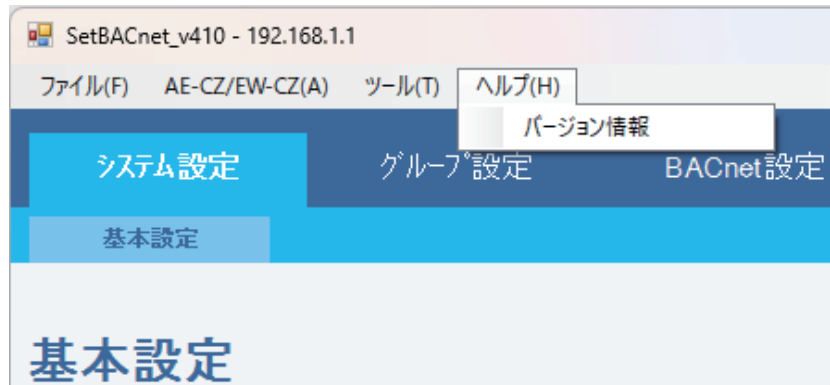 SetBACnet_v410 - 192.168.1.1
ファイル(F) AE-CZ/EW-CZ(A) ツール(T) ヘルプ(H)
バージョン情報
システム設定 グループ設定 BACnet設定
基本設定
基本設定